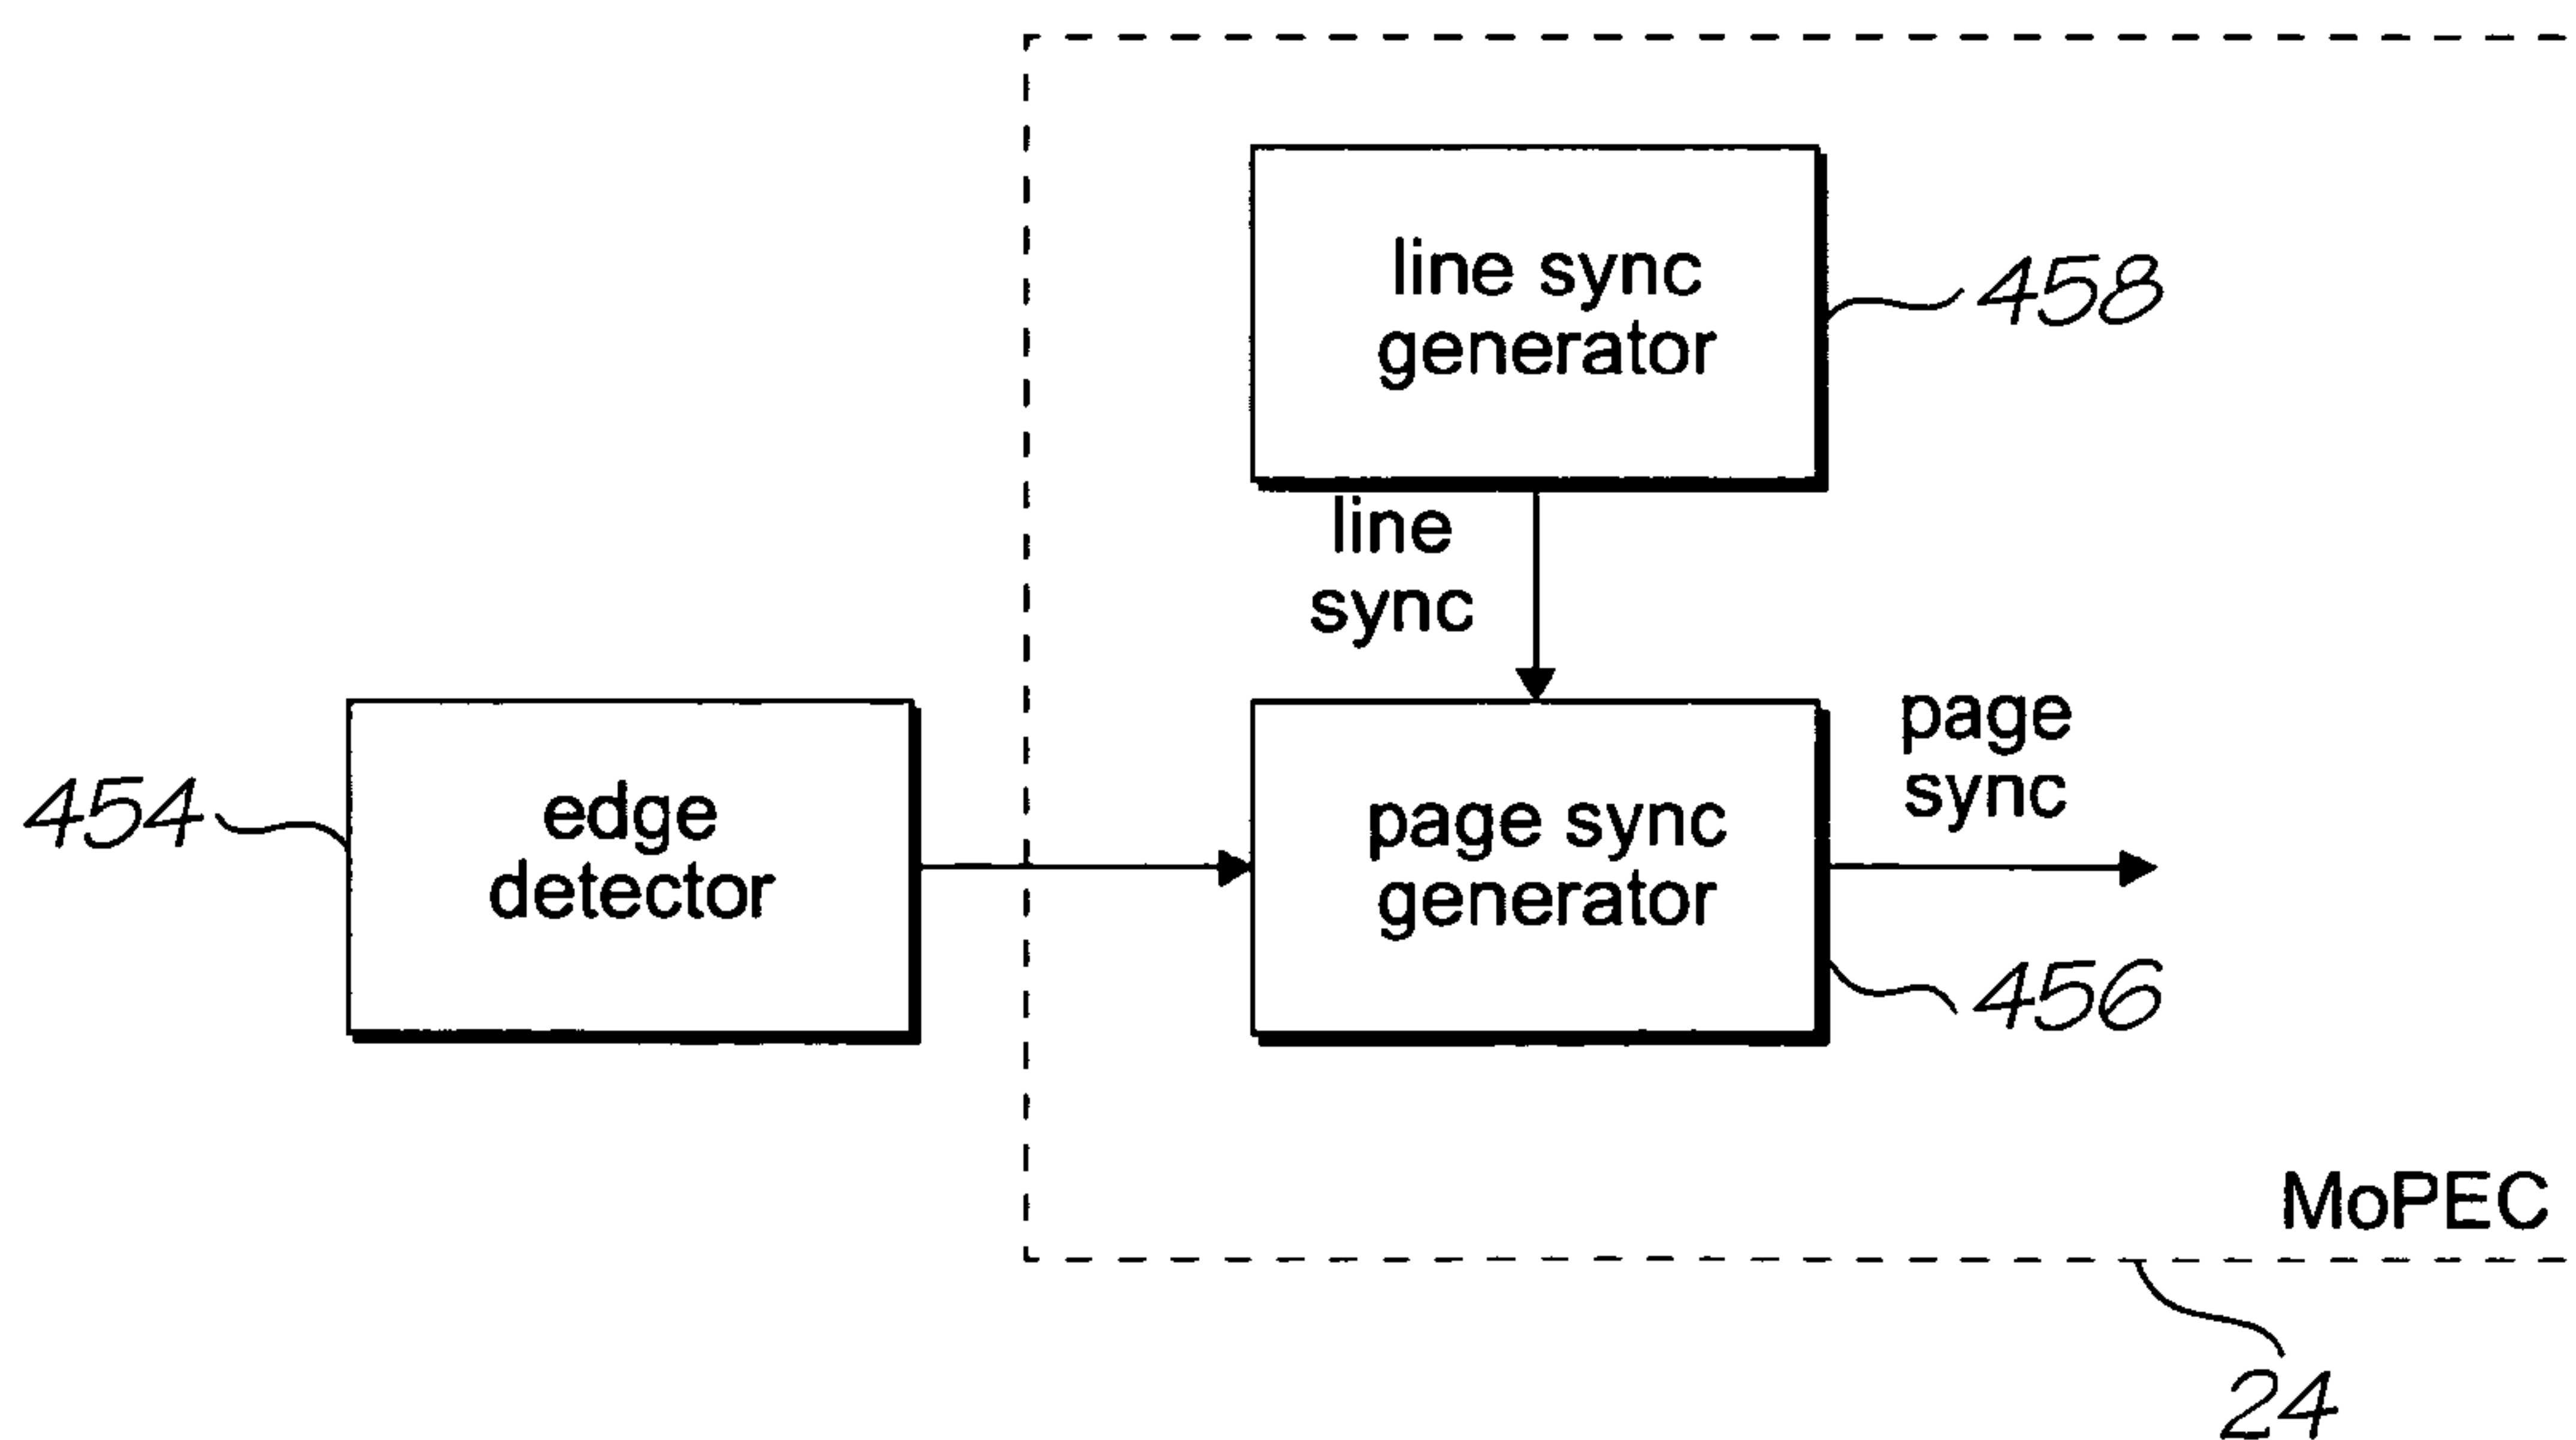 line sync
generator
458
line
sync
454
edge
detector
page sync
generator
page
sync
456
MoPEC
24